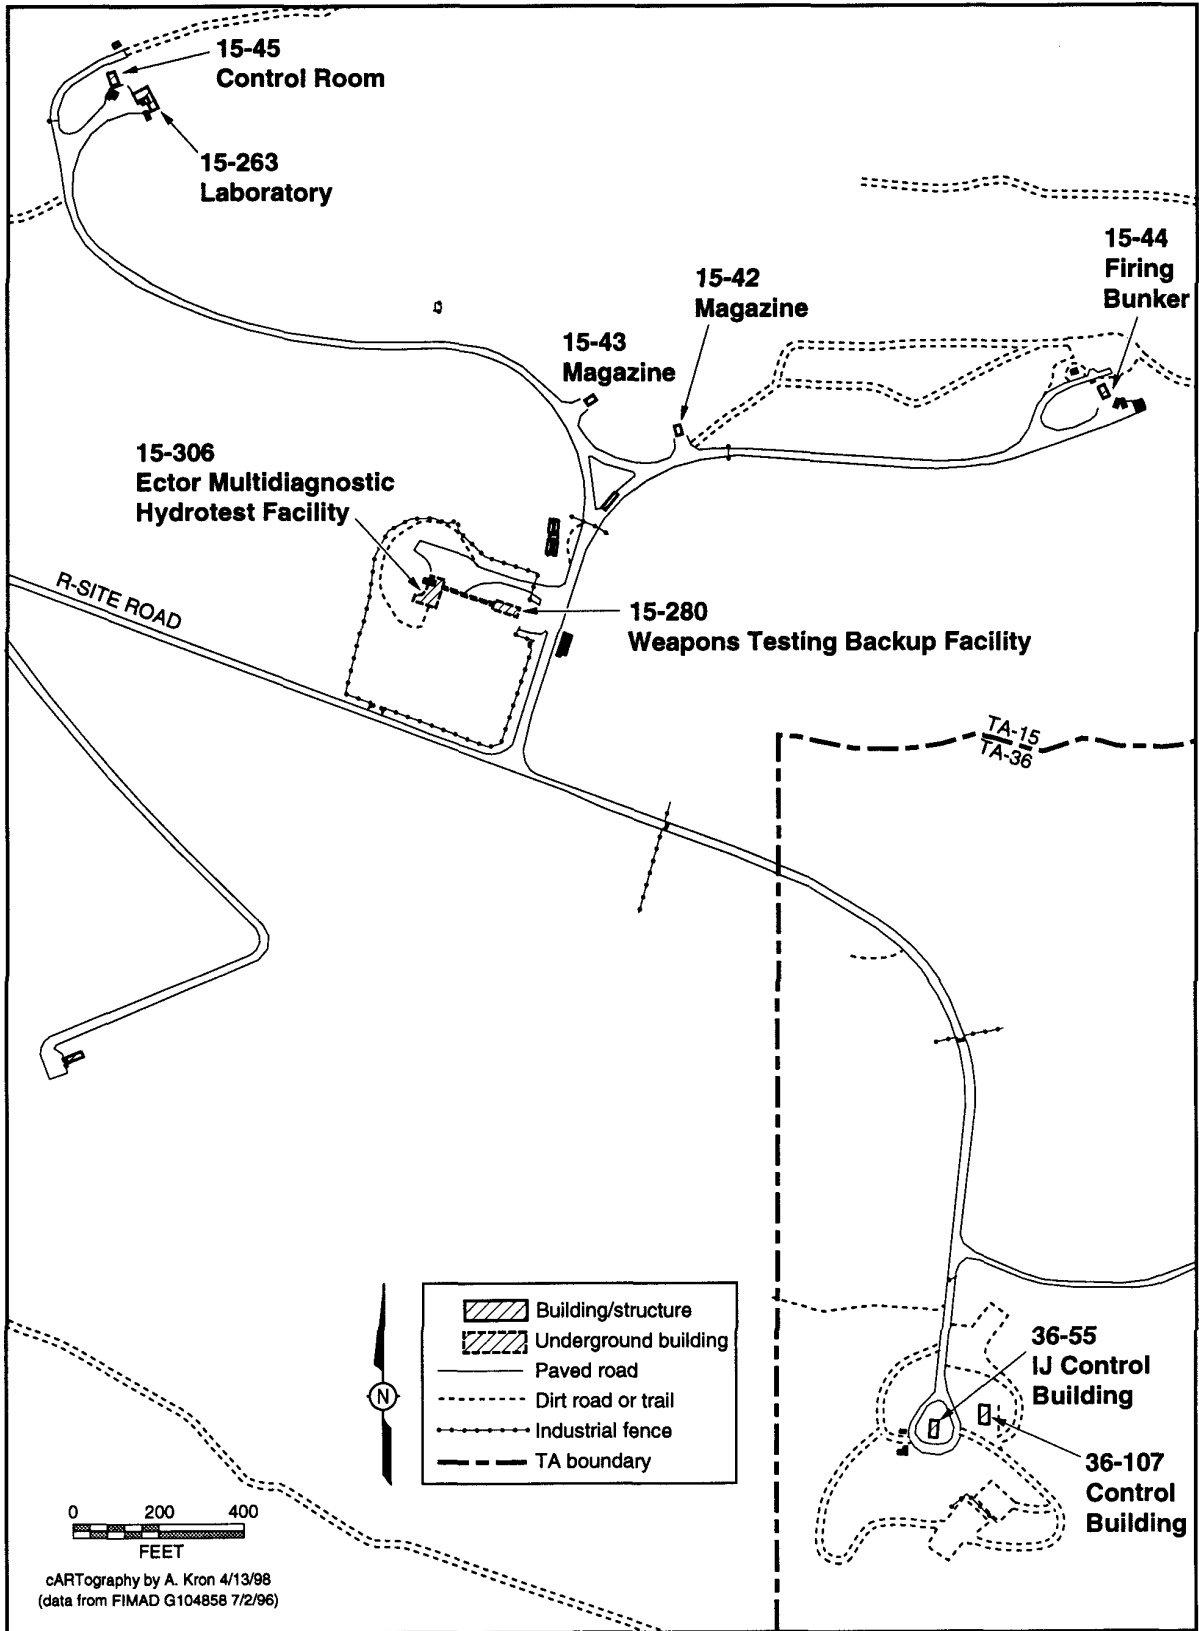 15-45
Control Room
15-263
Laboratory
15-44
Firing
Bunker
15-42
Magazine
15-43
Magazine
15-306
Ector Multidiagnostic
Hydrotest Facility
R-SITE ROAD
15-280
Weapons Testing Backup Facility
TA-15
TA-36
Building/structure
Underground building
Paved road
Dirt road or trail
Industrial fence
TA boundary
N
36-55
IJ Control
Building
36-107
Control
Building
0 200 400
FEET
cARTography by A. Kron 4/13/98
(data from FIMAD G104858 7/2/96)